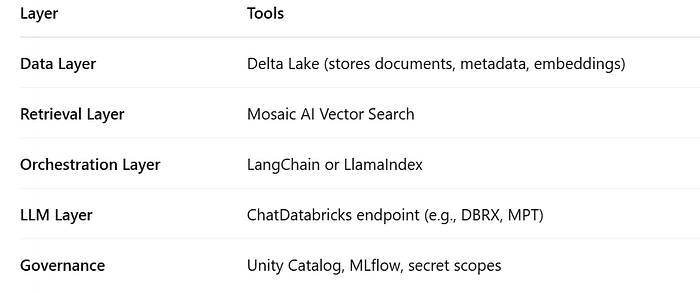 Layer Tools
Data Layer Delta Lake (stores documents, metadata, embeddings)
Retrieval Layer Mosaic AI Vector Search
Orchestration Layer LangChain or LlamaIndex
LLM Layer ChatDatabricks endpoint (e.g., DBRX, MPT)
Governance Unity Catalog, MLflow, secret scopes